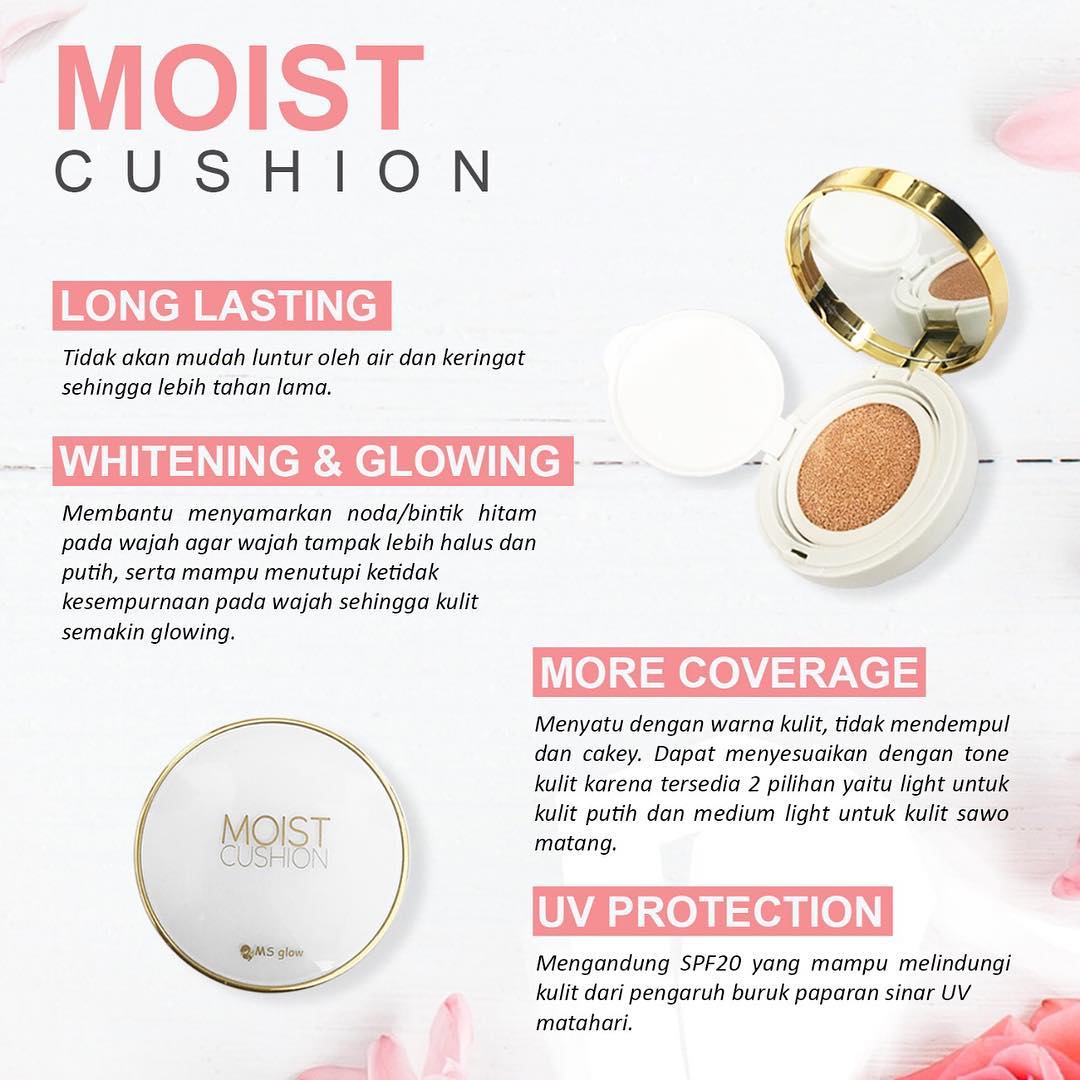 MOIST
CUSHION
LONG LASTING
Tidak akan mudah luntur oleh air dan keringat
sehingga lebih tahan lama.
WHITENING & GLOWING
Membantu menyamarkan noda/bintik hitam
pada wajah agar wajah tampak lebih halus dan
putih, serta mampu menutupi ketidak
kesempurnaan pada wajah sehingga kulit
semakin glowing.
MORE COVERAGE
Menyatu dengan warna kulit, tidak mendempul
dan cakey. Dapat menyesuaikan dengan tone
kulit karena tersedia 2 pilihan yaitu light untuk
kulit putih dan medium light untuk kulit sawo
matang.
MOIST
CUSHION
MS glow
UV PROTECTION
Mengandung SPF20 yang mampu melindungi
kulit dari pengaruh buruk paparan sinar UV
matahari.